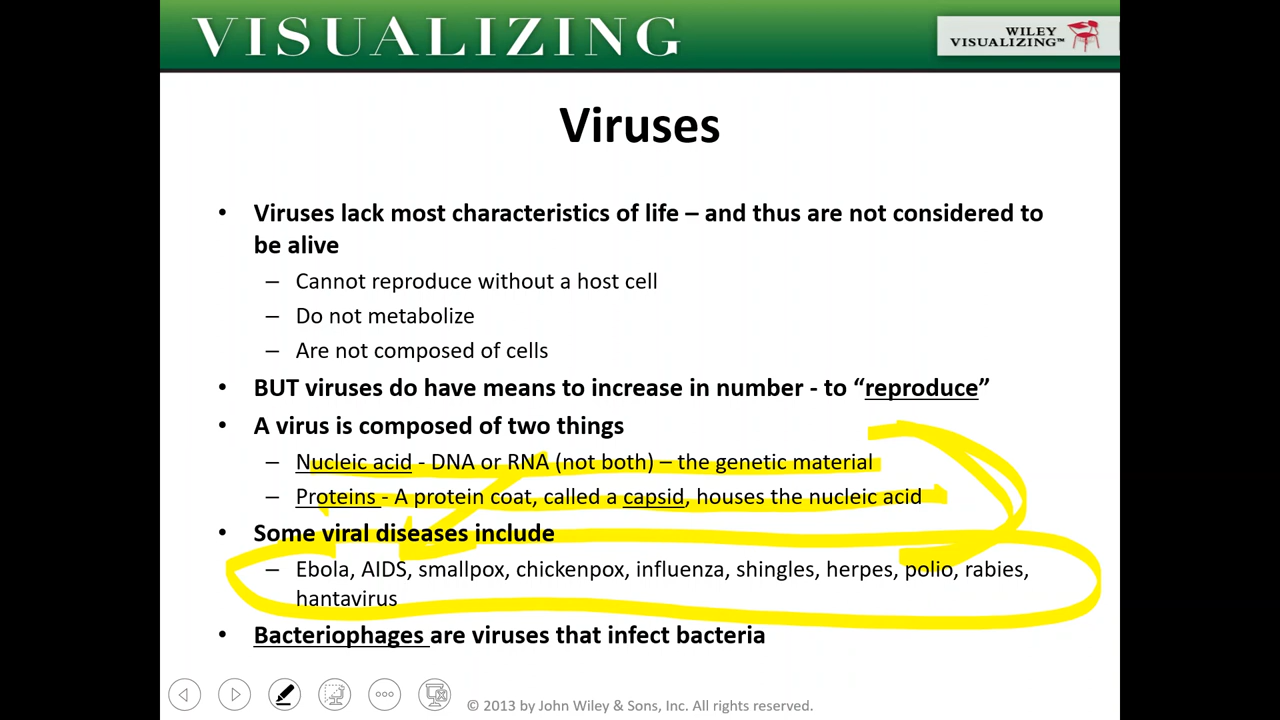 VISUALIZING
WILEY
VISUALIZING™
Viruses
• Viruses lack most characteristics of life – and thus are not considered to
be alive
– Cannot reproduce without a host cell
– Do not metabolize
– Are not composed of cells
• BUT viruses do have means to increase in number - to “reproduce”
• A virus is composed of two things
– Nucleic acid - DNA or RNA (not both) – the genetic material
– Proteins - A protein coat, called a capsid, houses the nucleic acid
• Some viral diseases include
– Ebola, AIDS, smallpox, chickenpox, influenza, shingles, herpes, polio, rabies,
hantavirus
• Bacteriophages are viruses that infect bacteria
© 2013 by John Wiley & Sons, Inc. All rights reserved.